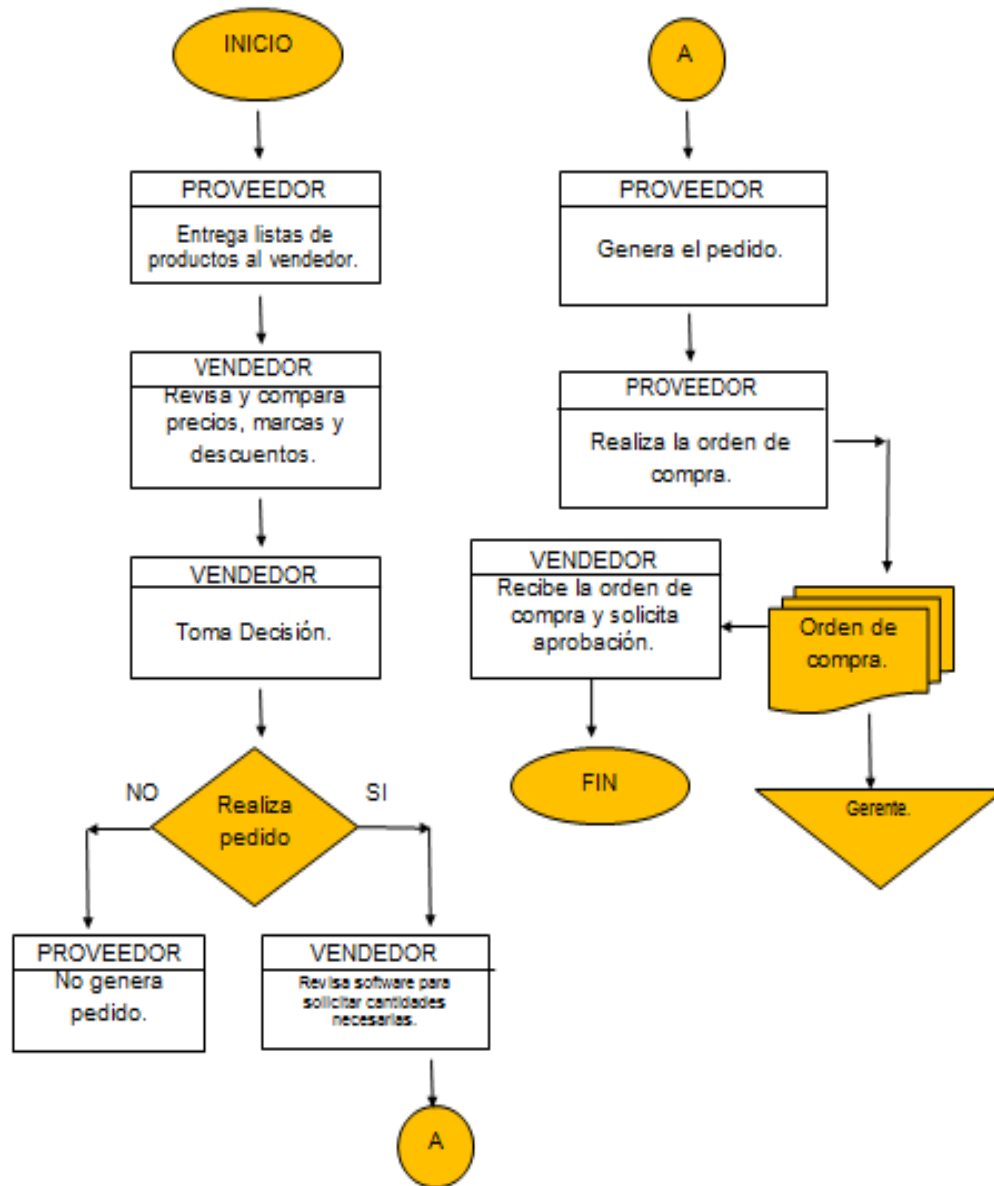 INICIO
PROVEEDOR
Entrega listas de
productos al vendedor.
VENDEDOR
Revisa y compara
precios, marcas y
descuentos.
VENDEDOR
Toma Decisión.
Realiza
pedido
NO
SI
PROVEEDOR
No genera
pedido.
VENDEDOR
Revisa software para
solicitar cantidades
necesarias.
A
A
PROVEEDOR
Genera el pedido.
PROVEEDOR
Realiza la orden de
compra.
Orden de
compra.
VENDEDOR
Recibe la orden de
compra y solicita
aprobación.
FIN
Gerente.